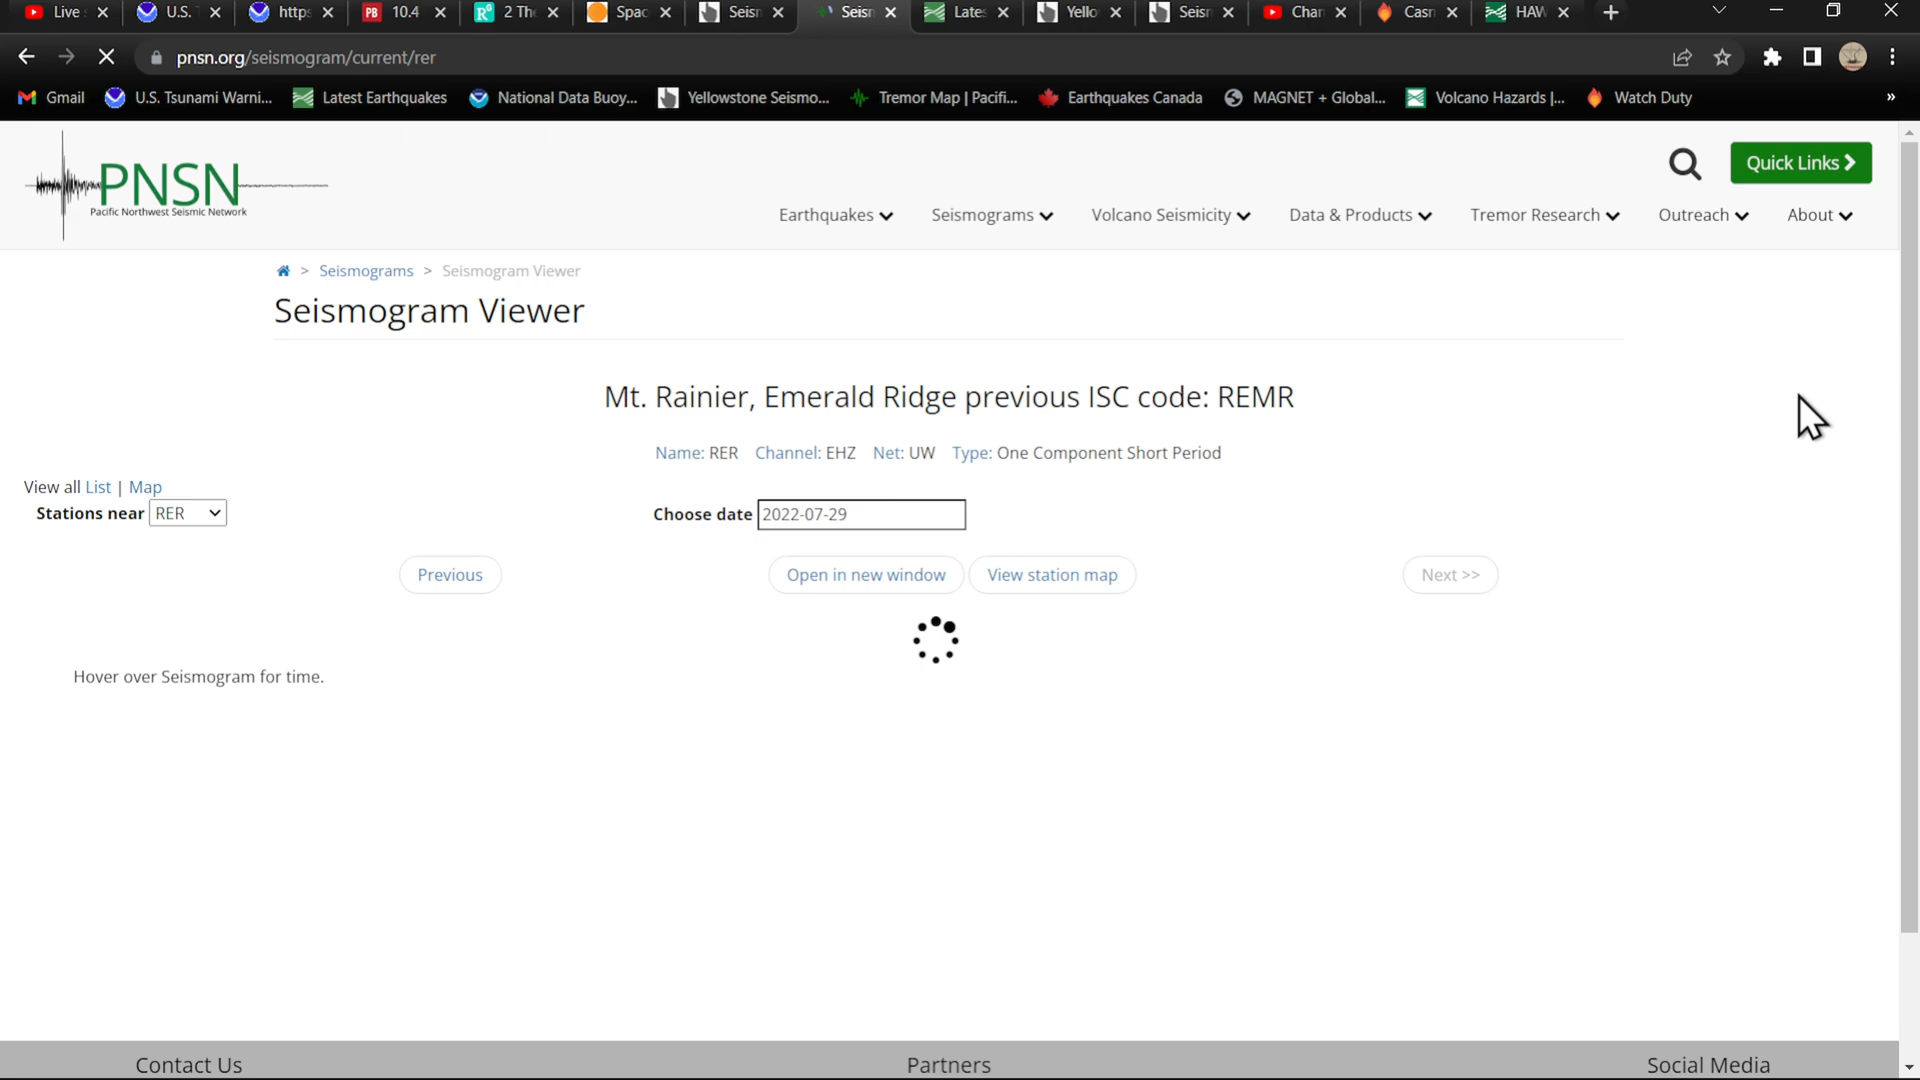 Live U.S. T https PB 10.4 R 2 Th Spac Seisn Seisn Lates Yello Seisn Chan Casn HAW
pnsn.org/seismogram/current/rer
Gmail U.S. Tsunami Warni... Latest Earthquakes National Data Buoy... Yellowstone Seismo... Tremor Map | Pacifi... Earthquakes Canada MAGNET + Global... Volcano Hazards |... Watch Duty »
PNSN
Pacific Northwest Seismic Network
Quick Links
Earthquakes Seismograms Volcano Seismicity Data & Products Tremor Research Outreach About
> Seismograms > Seismogram Viewer
Seismogram Viewer
Mt. Rainier, Emerald Ridge previous ISC code: REMR
Name: RER Channel: EHZ Net: UW Type: One Component Short Period
View all List | Map
Stations near RER
Choose date 2022-07-29
Previous Open in new window View station map Next >>
Hover over Seismogram for time.
Contact Us Partners Social Media